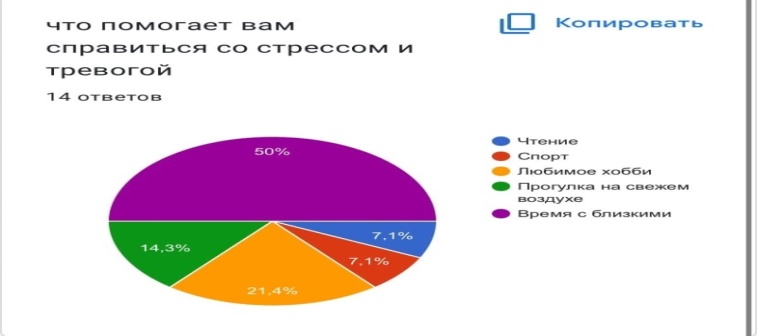 что помогает вам
справиться со стрессом и
тревогой
Копировать
14 ответов
50%
14,3%
21,4%
7,1%
7,1%
Чтение
Спорт
Любимое хобби
Прогулка на свежем
воздухе
Время с близкими